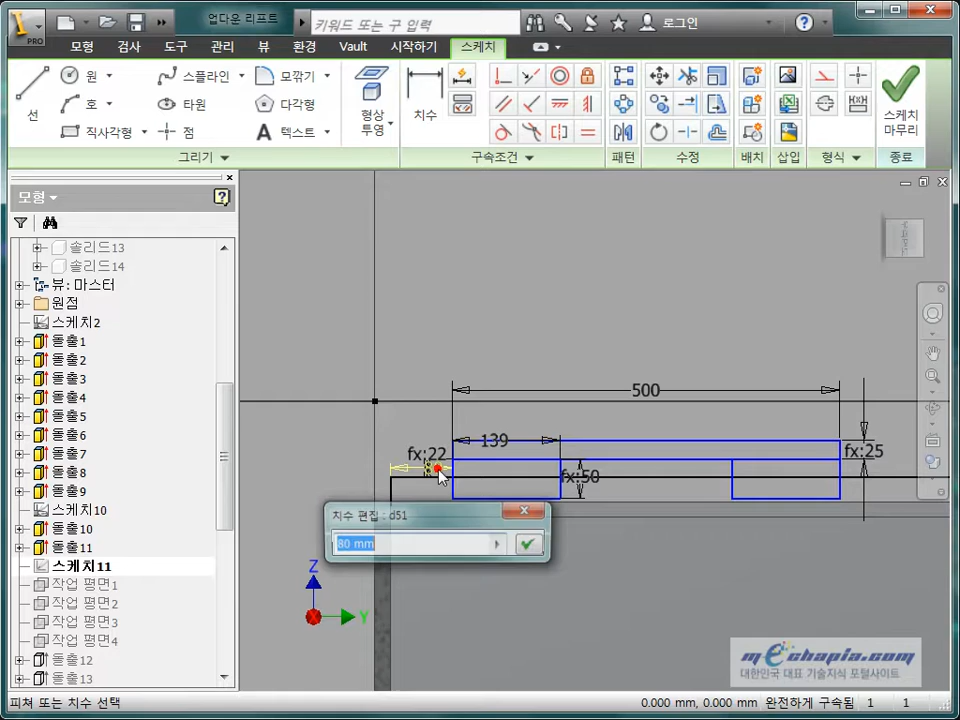 업다운 리프트
키워드 또는 구 입력
로그인
PRO
모형 검사 도구 관리 뷰 환경 Vault 시작하기 스케치
선
원 스플라인 모깎기
호 타원 다각형
직사각형 점 텍스트
형상
투영
치수
스케치
마무리
그리기 구속조건 패턴 수정 배치 삽입 형식 종료
모형
솔리드13
솔리드14
뷰: 마스터
원점
스케치2
돌출1
돌출2
돌출3
돌출4
돌출5
돌출6
돌출7
돌출8
돌출9
스케치10
돌출10
돌출11
스케치11
작업 평면1
작업 평면2
작업 평면3
작업 평면4
돌출12
돌출13
500
139
fx:22
fx:25
fx:50
치수 편집 : d51
80 mm
Z
Y
mechapia.com
대한민국 대표 기술지식 포털사이트
피쳐 또는 치수 선택
0.000 mm, 0.000 mm 완전하게 구속됨 1 1